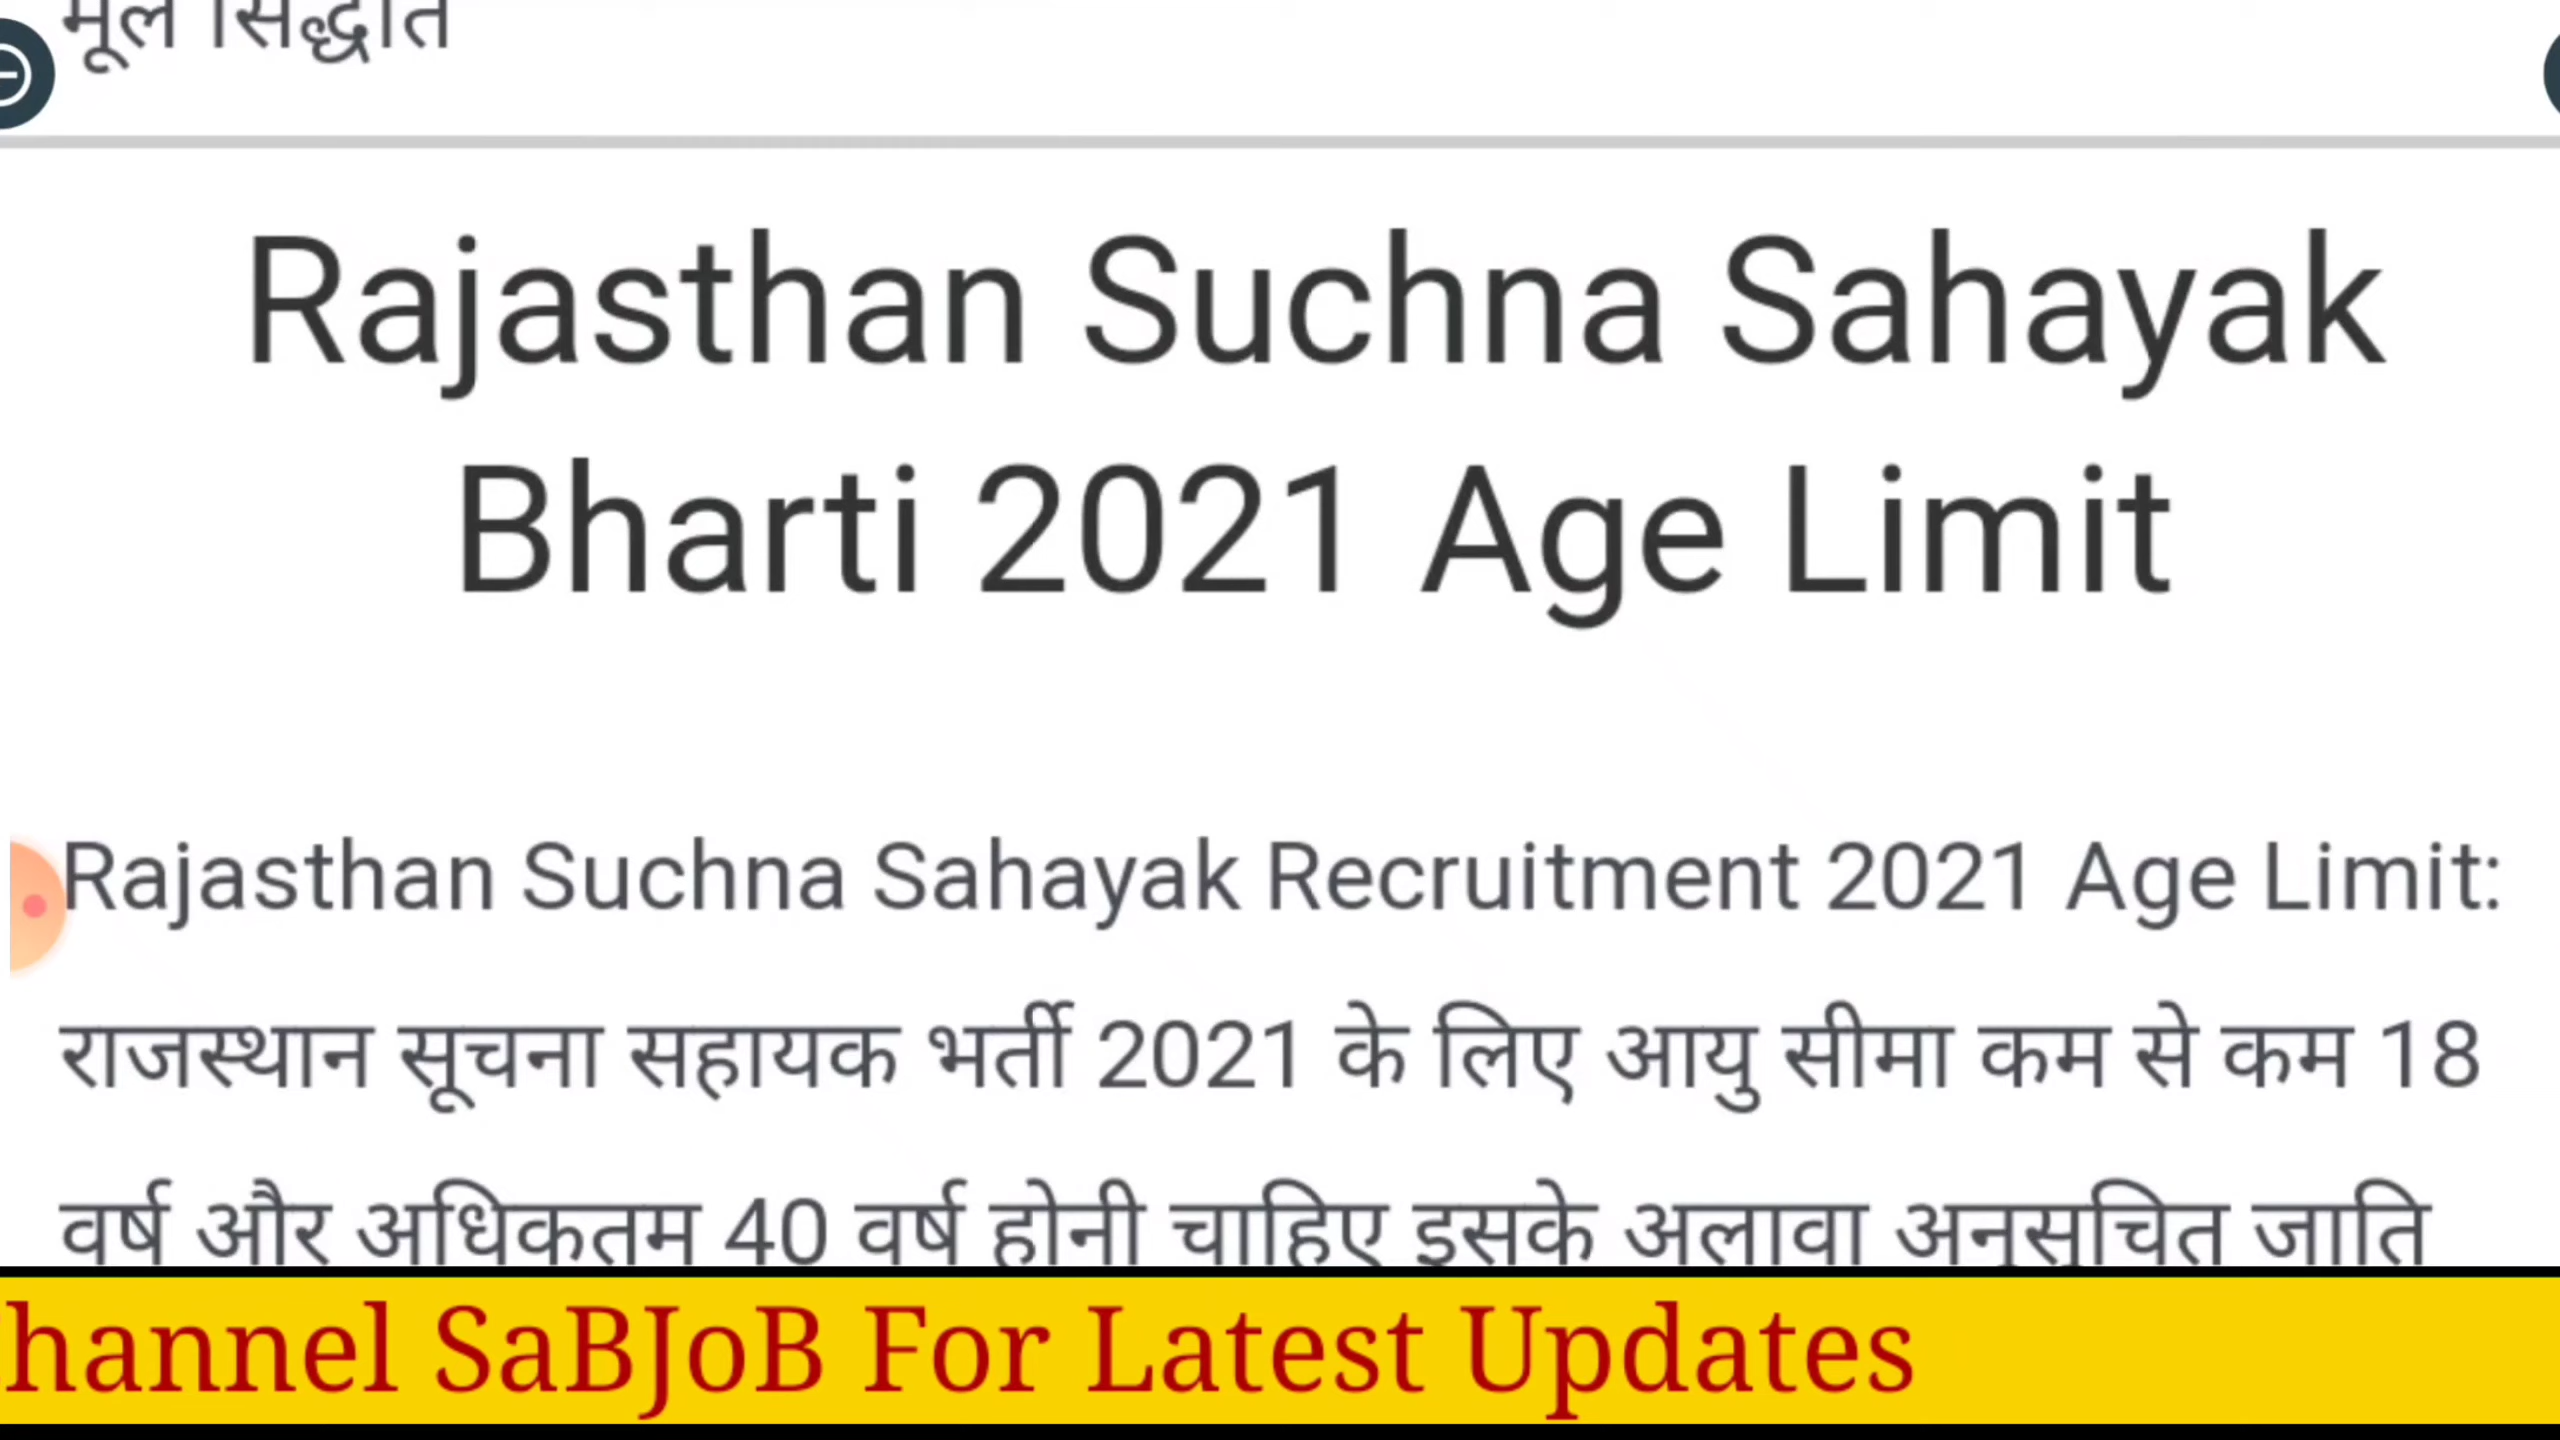 मूल सिद्धांत
Rajasthan Suchna Sahayak
Bharti 2021 Age Limit
Rajasthan Suchna Sahayak Recruitment 2021 Age Limit:
राजस्थान सूचना सहायक भर्ती 2021 के लिए आयु सीमा कम से कम 18
वर्ष और अधिकतम 40 वर्ष होनी चाहिए इसके अलावा अनुसूचित जाति
hannel SaBJoB For Latest Updates